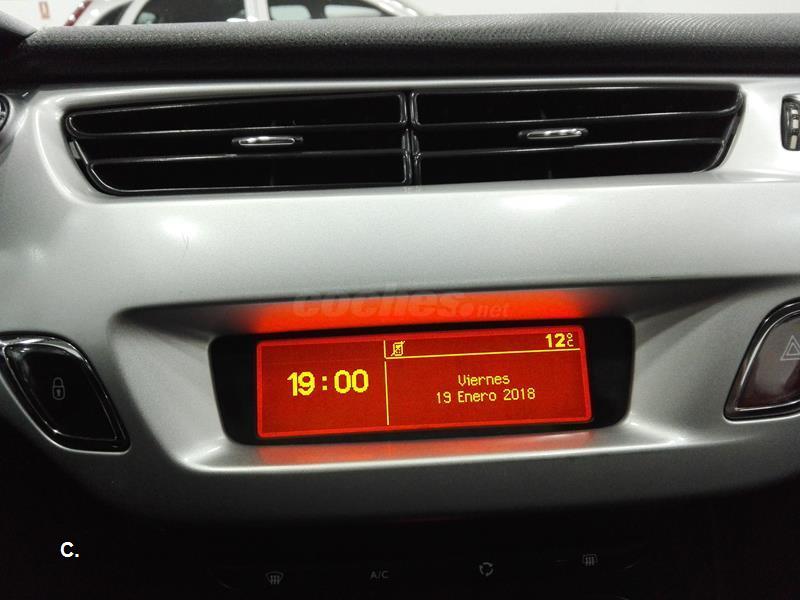 coches.net
12°C
19:00
Viernes
19 Enero 2018
C.
A/C